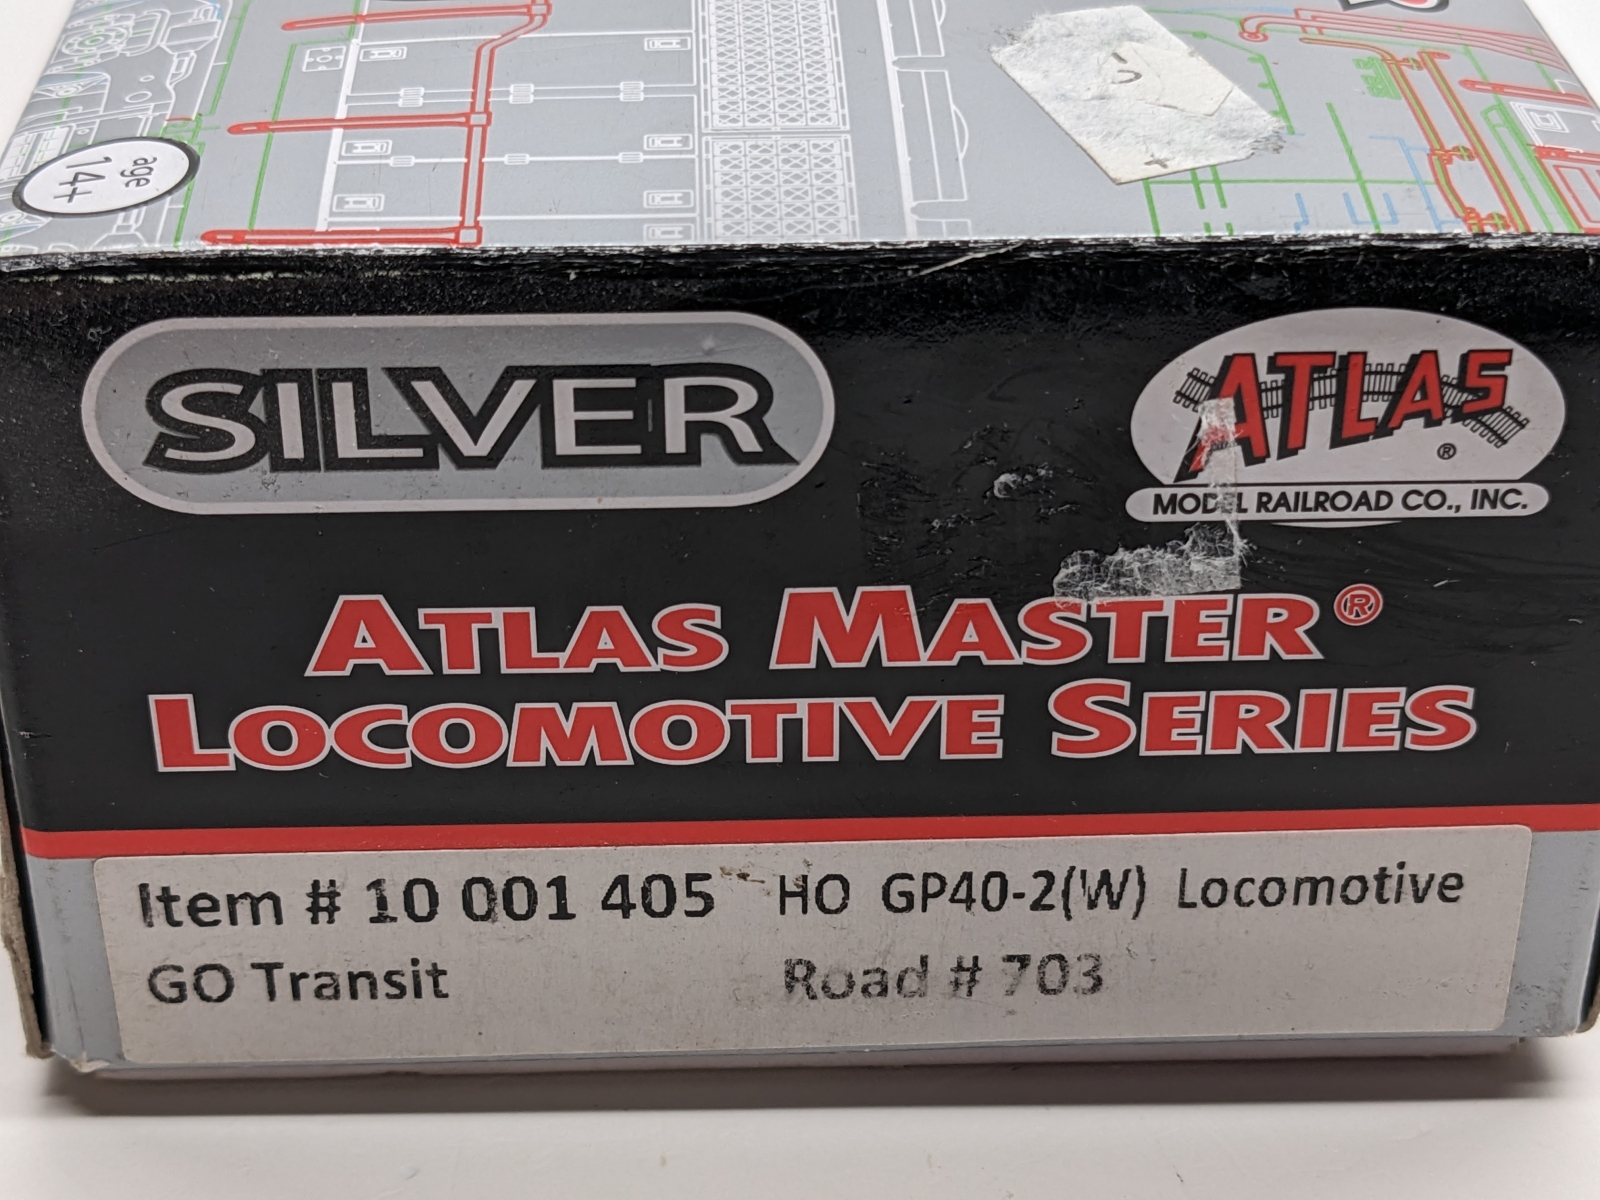 age
14+
SILVER
ATLAS
®
MODEL RAILROAD CO., INC.
ATLAS MASTER®
LOCOMOTIVE SERIES
Item # 10 001 405 HO GP40-2(W) Locomotive
GO Transit Road # 703